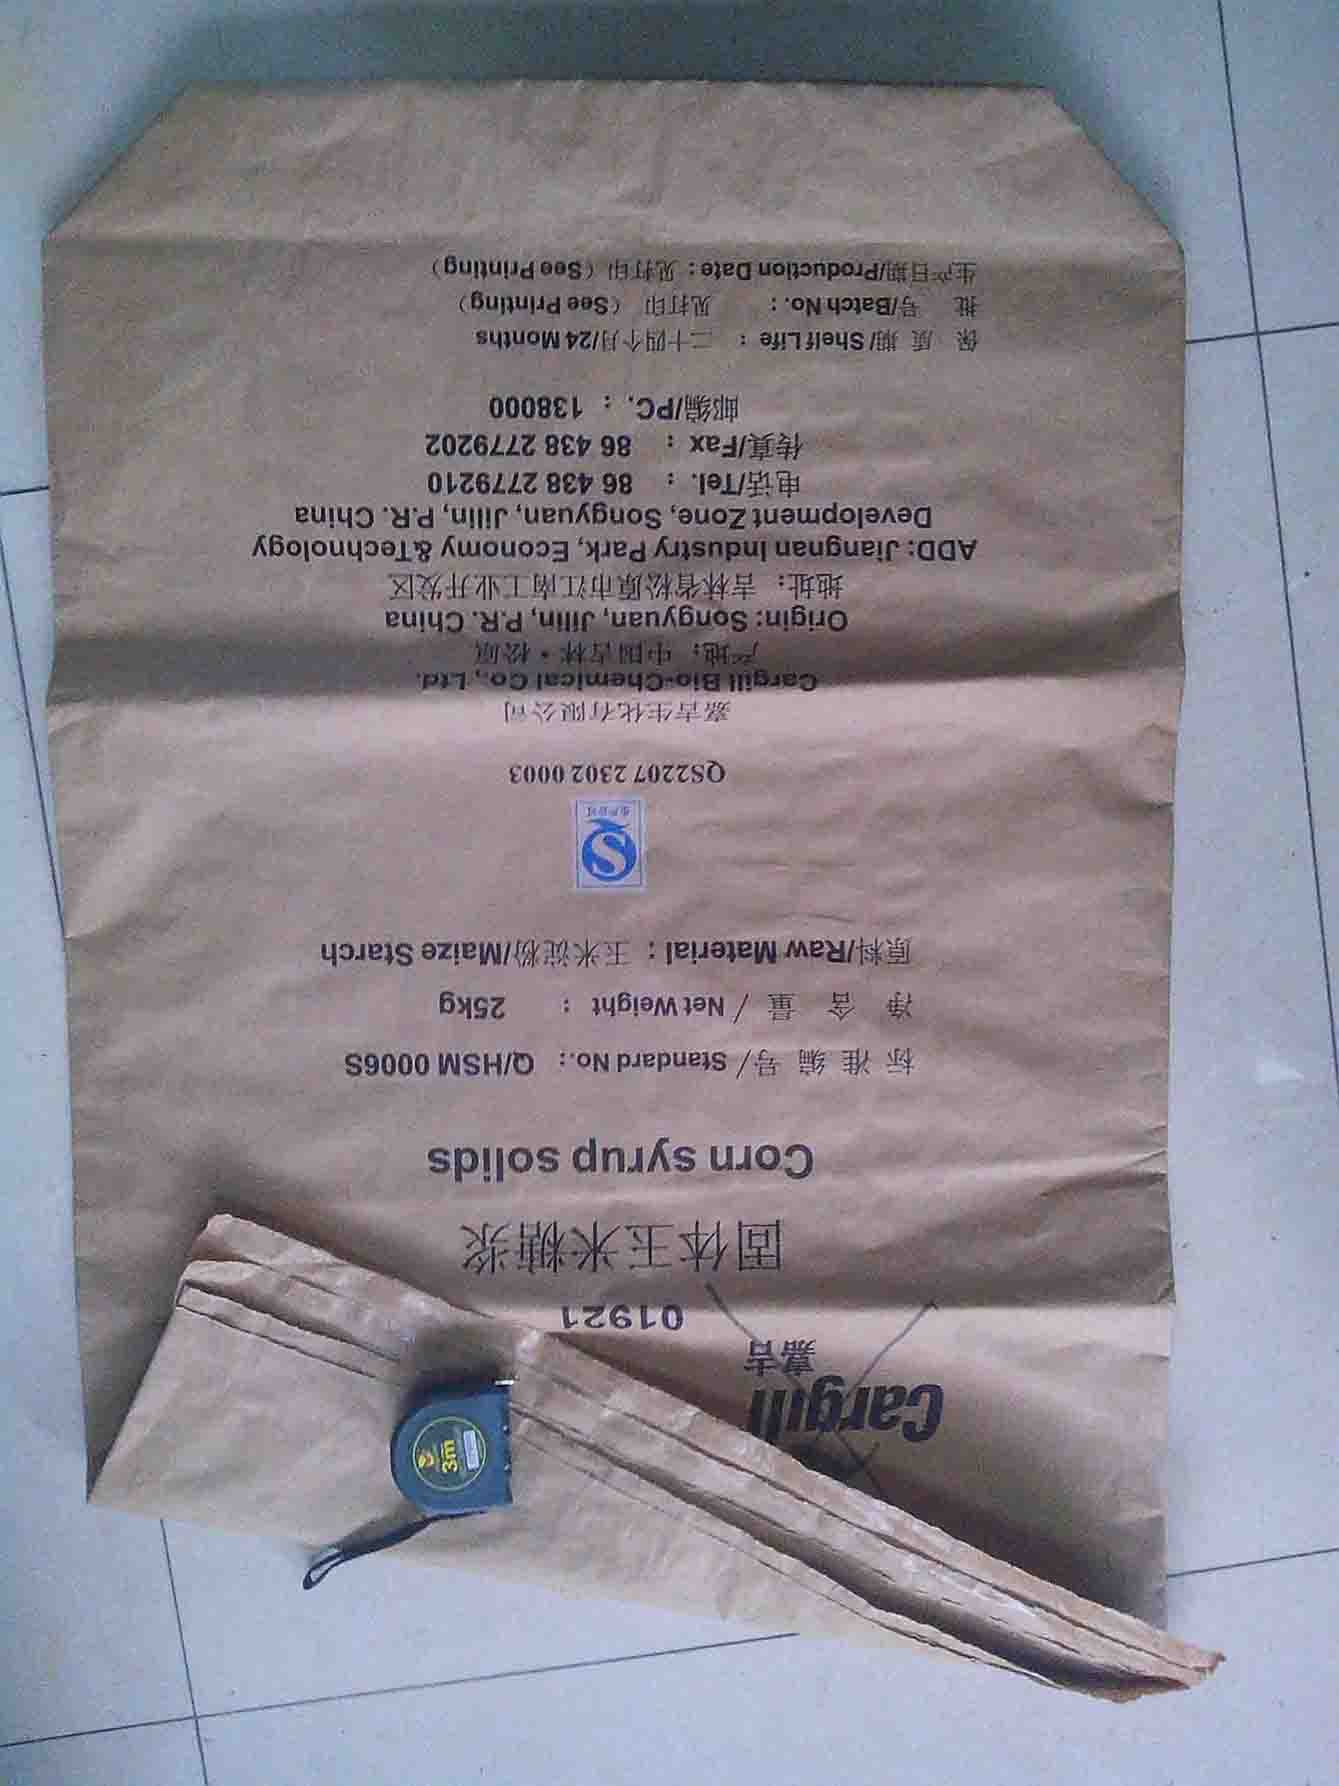 Cargill
嘉吉
01921
固体玉米糖浆
Corn syrup solids
标准编号/Standard No.: Q/HSM 0006S
净含量/Net Weight: 25kg
原料/Raw Material: 玉米淀粉/Maize Starch
QS
生产许可
QS2207 2302 0003
嘉吉生化有限公司
Cargill Bio-Chemical Co., Ltd.
产地: 中国吉林·松原
Origin: Songyuan, Jilin, P.R. China
地址: 吉林省松原市江南工业开发区
ADD: Jiangnan Industry Park, Economy &Technology
Development Zone, Songyuan, Jilin, P.R. China
电话/Tel.: 86 438 2779210
传真/Fax: 86 438 2779202
邮编/PC.: 138000
保质期/Shelf Life: 二十四个月/24 Months
批号/Batch No.: 见打印 (See Printing)
生产日期/Production Date: 见打印 (See Printing)
3m